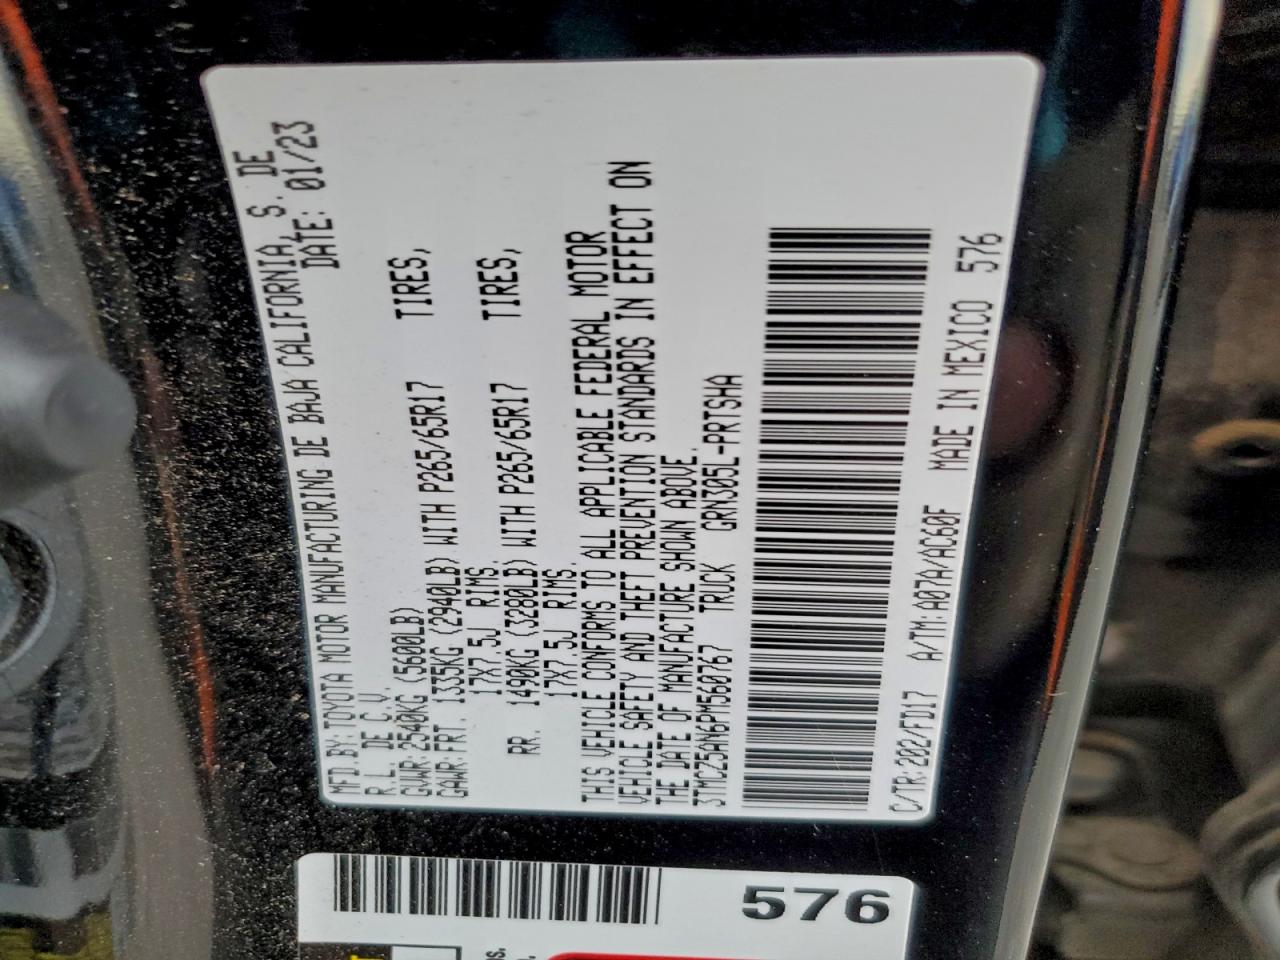 MFD.BY: TOYOTA MOTOR MANUFACTURING DE BAJA CALIFORNIA, S. DE
R.L. DE C.V. DATE: 01/23
GVWR:2540KG (5600LB)
GAWR:FRT. 1335KG (2940LB) WITH P265/65R17 TIRES,
17X7.5J RIMS.
RR. 1490KG (3280LB) WITH P265/65R17 TIRES,
17X7.5J RIMS.
THIS VEHICLE CONFORMS TO ALL APPLICABLE FEDERAL MOTOR
VEHICLE SAFETY AND THEFT PREVENTION STANDARDS IN EFFECT ON
THE DATE OF MANUFACTURE SHOWN ABOVE.
3TMCZ5AN6PM560767 TRUCK GRN305L-PRTSHA
C/TR:202/FD17 A/TM:A07A/AC60F MADE IN MEXICO 576
576